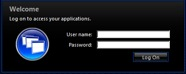 Welcome
Log on to access your applications.
User name:
Password:
Log On